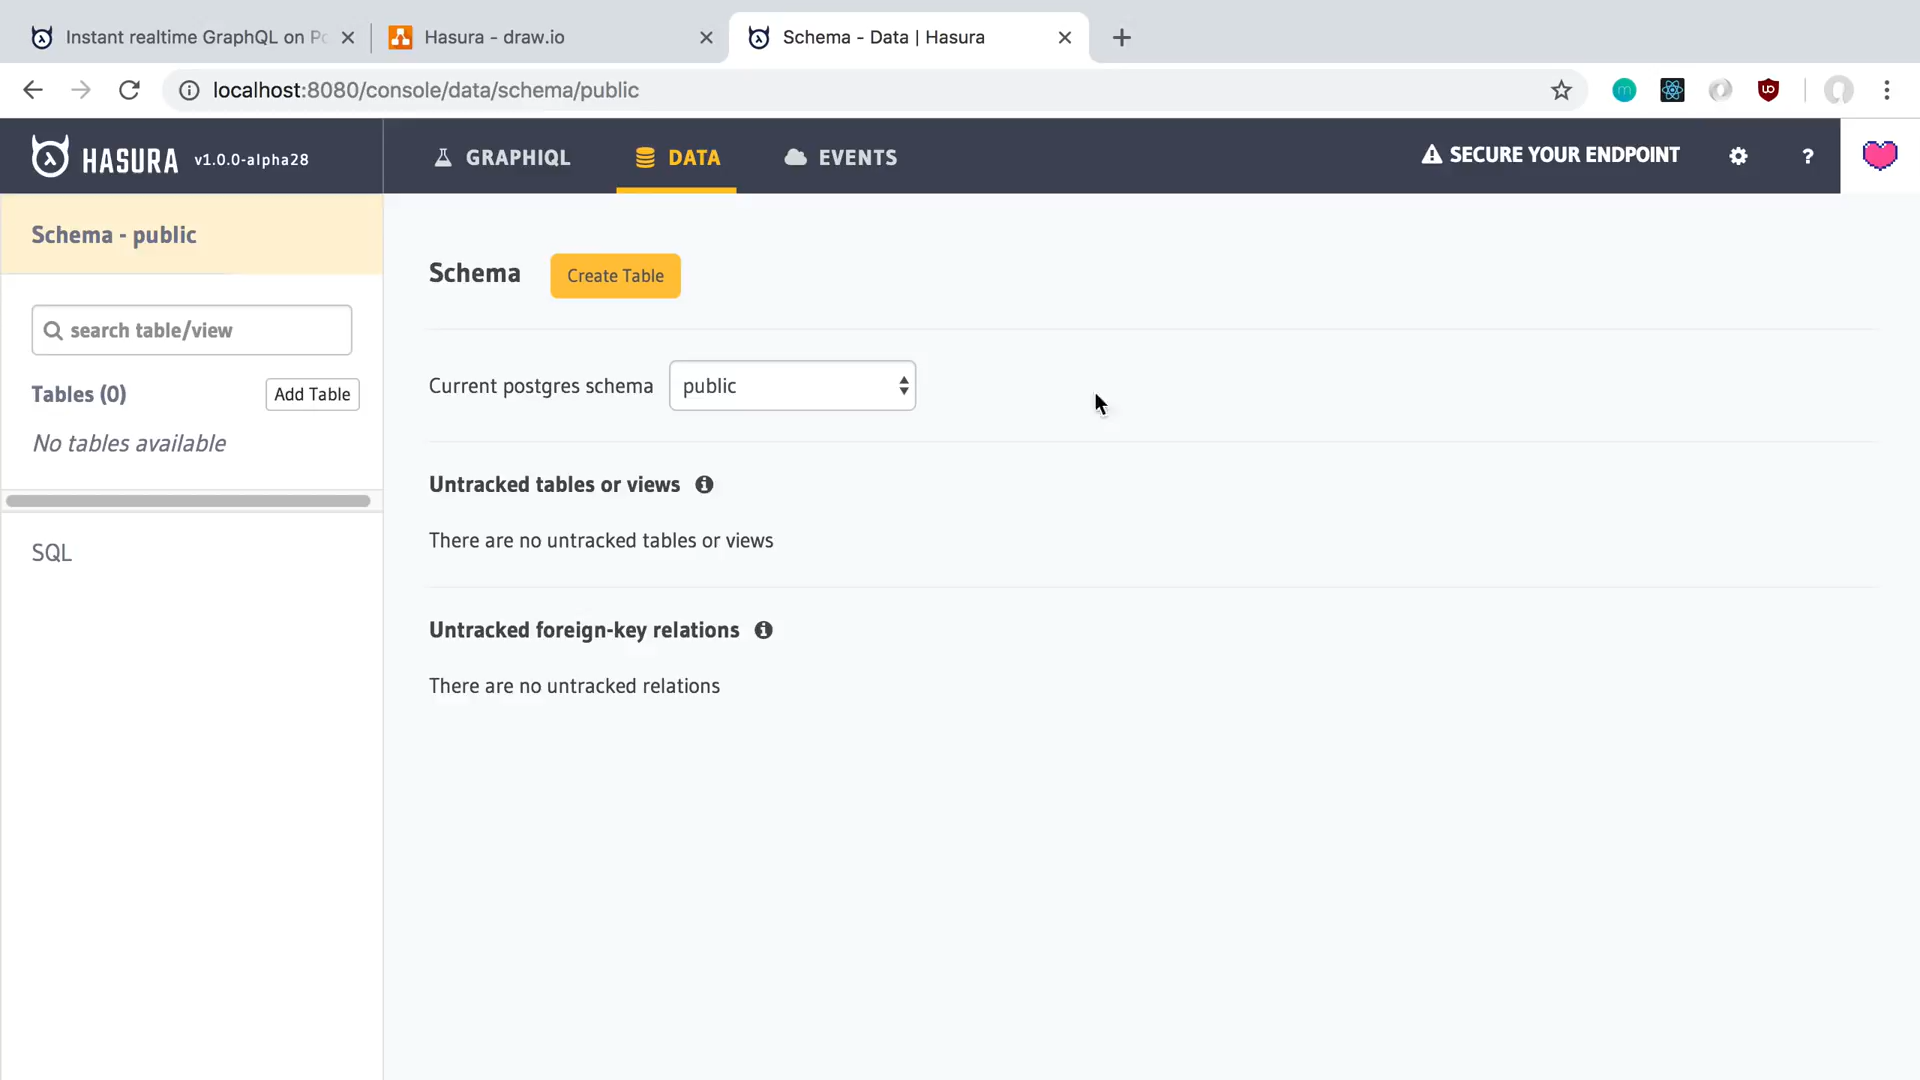 Instant realtime GraphQL on Po
Hasura - draw.io
Schema - Data | Hasura
localhost:8080/console/data/schema/public
HASURA v1.0.0-alpha28
GRAPHIQL
DATA
EVENTS
SECURE YOUR ENDPOINT
?
Schema - public
search table/view
Tables (0)
Add Table
No tables available
SQL
Schema
Create Table
Current postgres schema
public
Untracked tables or views
There are no untracked tables or views
Untracked foreign-key relations
There are no untracked relations